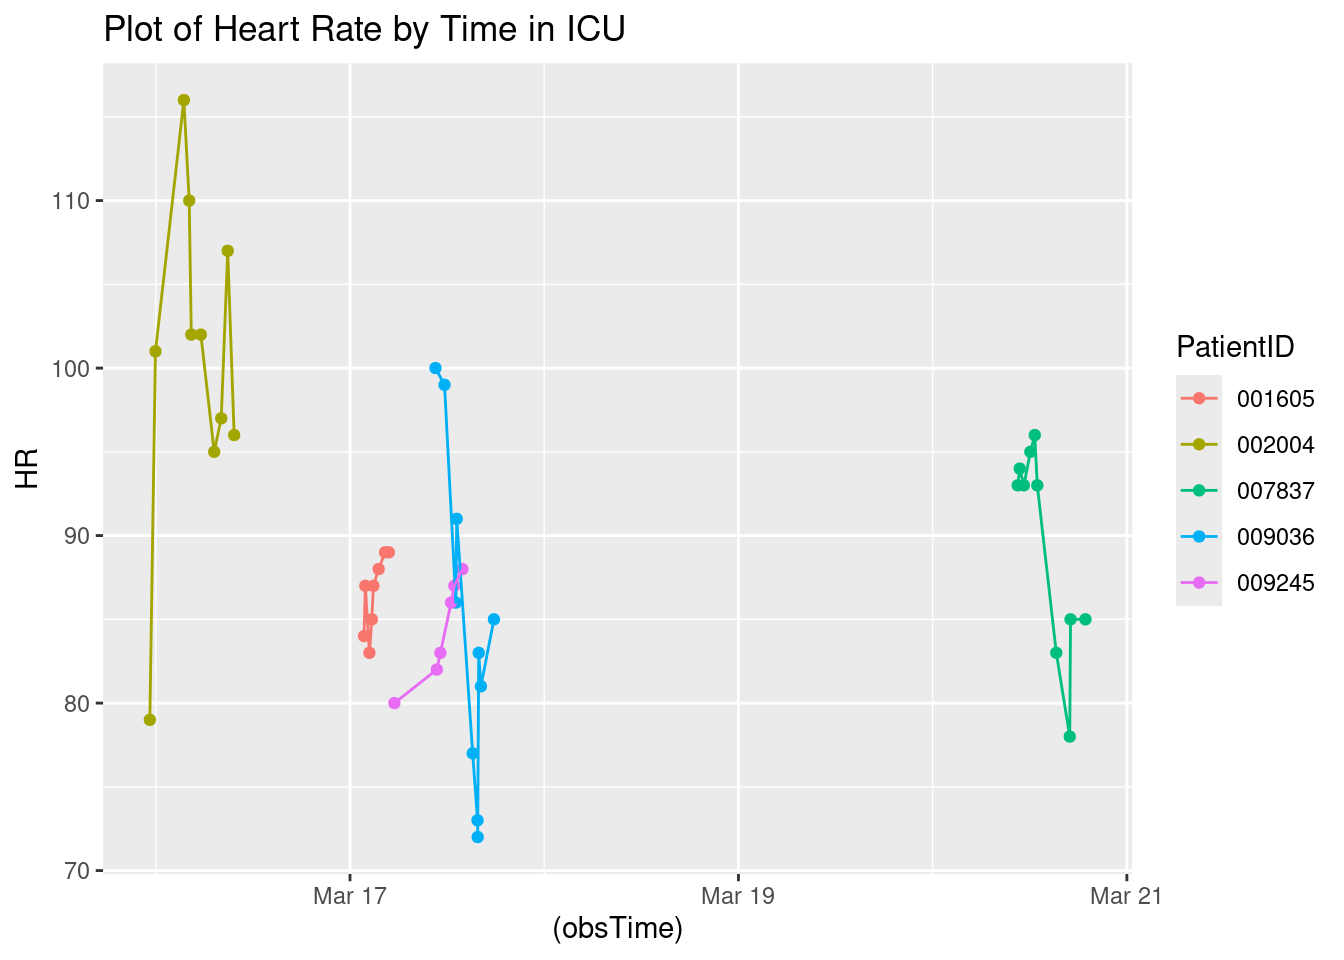 Plot of Heart Rate by Time in ICU
110
100
90
80
70
HR
Mar 17
Mar 19
Mar 21
(obsTime)
PatientID
001605
002004
007837
009036
009245